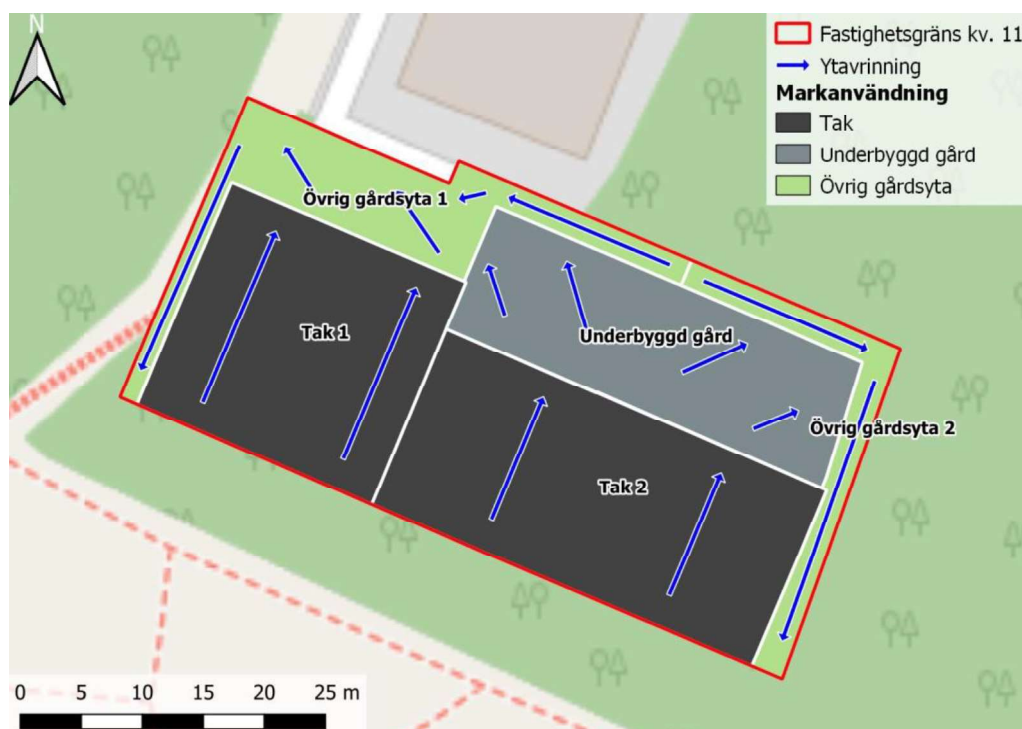 N
Fastighetsgräns kv. 11
Ytavrinning
Markanvändning
Tak
Underbyggd gård
Övrig gårdsyta
Övrig gårdsyta 1
Tak 1
Underbyggd gård
Övrig gårdsyta 2
Tak 2
0 5 10 15 20 25 m